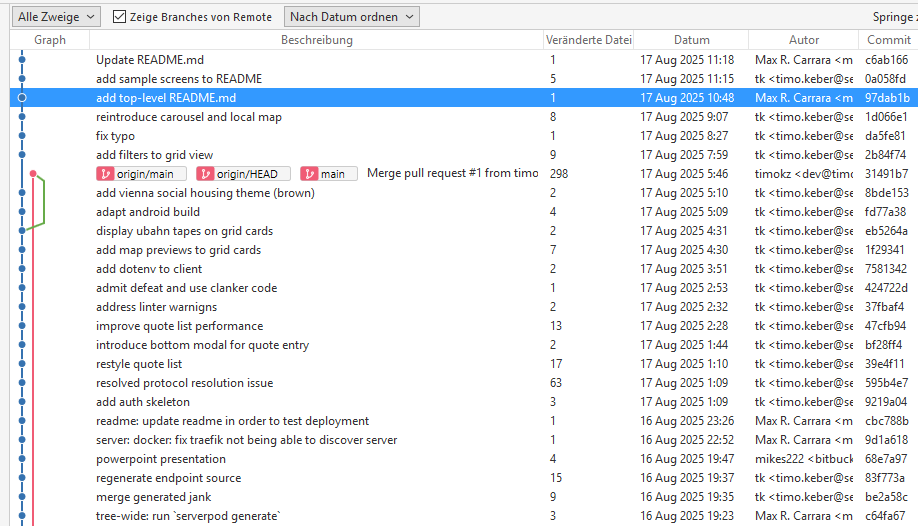 Alle Zweige Zeige Branches von Remote Nach Datum ordnen Springe z
Graph Beschreibung Veränderte Datei Datum Autor Commit
Update README.md 1 17 Aug 2025 11:18 Max R. Carrara <m c6ab166
add sample screens to README 5 17 Aug 2025 11:15 tk <timo.keber@se 0a058fd
add top-level README.md 1 17 Aug 2025 10:48 Max R. Carrara <m 97dab1b
reintroduce carousel and local map 8 17 Aug 2025 9:07 tk <timo.keber@se 1d066e1
fix typo 1 17 Aug 2025 8:27 tk <timo.keber@se da5fe81
add filters to grid view 9 17 Aug 2025 7:59 tk <timo.keber@se 2b84f74
origin/main origin/HEAD main Merge pull request #1 from timo 298 17 Aug 2025 5:46 timokz <dev@timo 31491b7
add vienna social housing theme (brown) 2 17 Aug 2025 5:10 tk <timo.keber@se 8bde153
adapt android build 4 17 Aug 2025 5:09 tk <timo.keber@se fd77a38
display ubahn tapes on grid cards 2 17 Aug 2025 4:31 tk <timo.keber@se eb5264a
add map previews to grid cards 7 17 Aug 2025 4:30 tk <timo.keber@se 1f29341
add dotenv to client 2 17 Aug 2025 3:51 tk <timo.keber@se 7581342
admit defeat and use clanker code 1 17 Aug 2025 2:53 tk <timo.keber@se 424722d
address linter warnigns 2 17 Aug 2025 2:32 tk <timo.keber@se 37fbaf4
improve quote list performance 13 17 Aug 2025 2:28 tk <timo.keber@se 47cfb94
introduce bottom modal for quote entry 2 17 Aug 2025 1:44 tk <timo.keber@se bf28ff4
restyle quote list 17 17 Aug 2025 1:10 tk <timo.keber@se 39e4f11
resolved protocol resolution issue 63 17 Aug 2025 1:09 tk <timo.keber@se 595b4e7
add auth skeleton 3 17 Aug 2025 1:09 tk <timo.keber@se 9219a04
readme: update readme in order to test deployment 1 16 Aug 2025 23:26 Max R. Carrara <m cbc788b
server: docker: fix traefik not being able to discover server 1 16 Aug 2025 22:52 Max R. Carrara <m 9d1a618
powerpoint presentation 4 16 Aug 2025 19:47 mikes222 <bitbuck 68e7a97
regenerate endpoint source 15 16 Aug 2025 19:37 tk <timo.keber@se 83f773a
merge generated jank 9 16 Aug 2025 19:35 tk <timo.keber@se be2a58c
tree-wide: run `serverpod generate` 3 16 Aug 2025 19:23 Max R. Carrara <m c64fa67